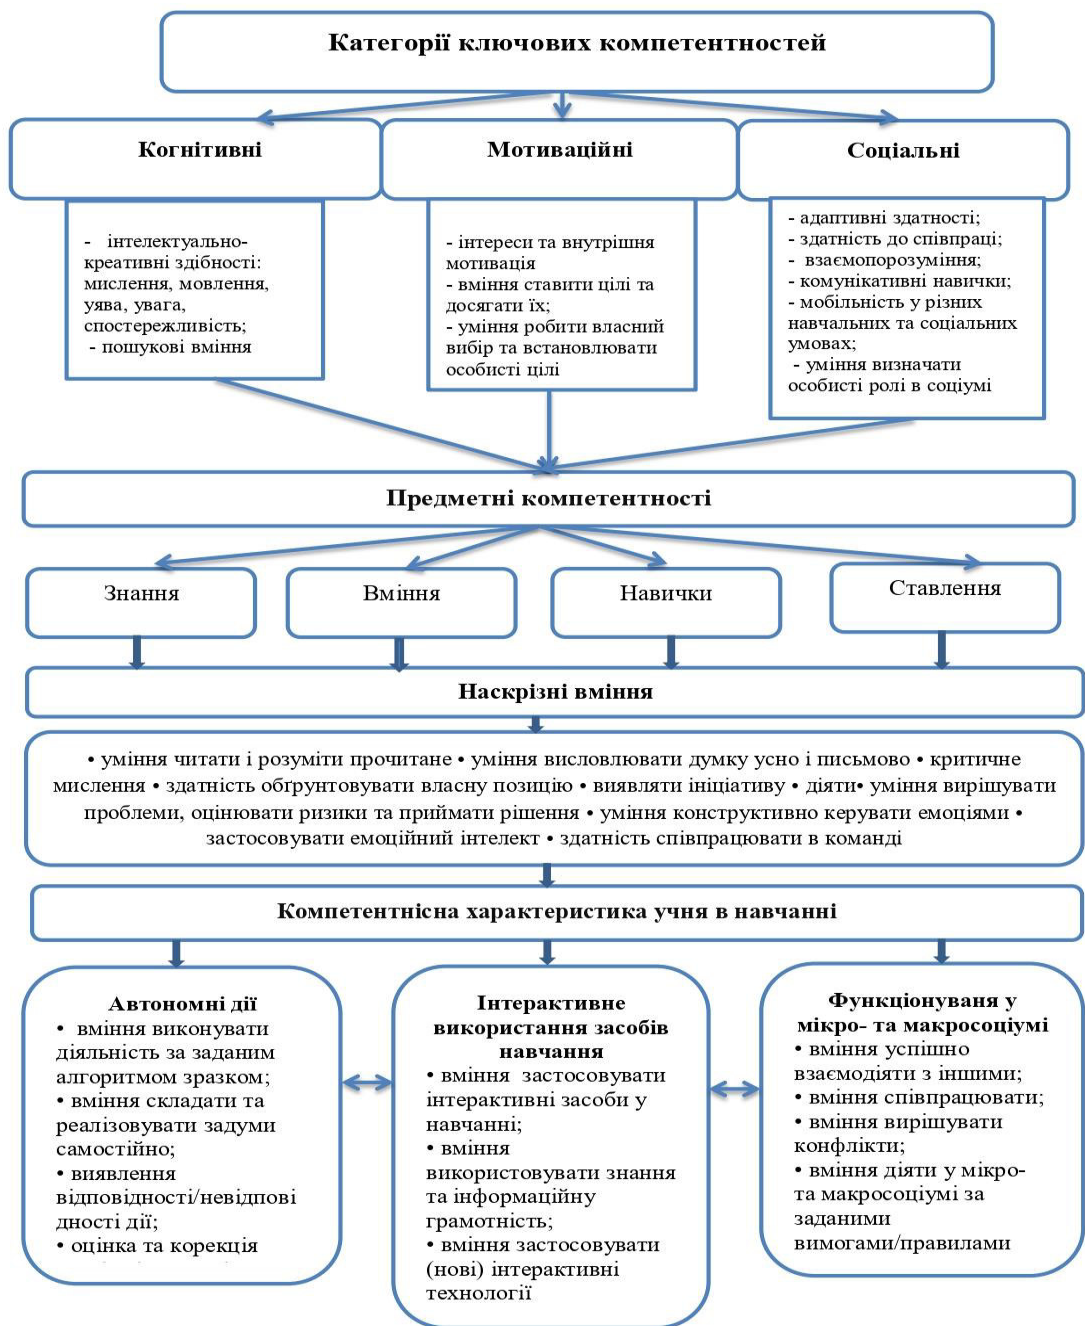 Категорії ключових компетентностей
Когнітивні
Мотиваційні
Соціальні
- інтелектуально-
креативні здібності:
мислення, мовлення,
уява, увага,
спостережливість;
- пошукові вміння
- інтереси та внутрішня
мотивація
- вміння ставити цілі та
досягати їх;
- уміння робити власний
вибір та встановлювати
особисті цілі
- адаптивні здатності;
- здатність до співпраці;
- взаємопорозуміння;
- комунікативні навички;
- мобільність у різних
навчальних та соціальних
умовах;
- уміння визначати
особисті ролі в соціумі
Предметні компетентності
Знання
Вміння
Навички
Ставлення
Наскрізні вміння
• уміння читати і розуміти прочитане • уміння висловлювати думку усно і письмово • критичне
мислення • здатність обґрунтовувати власну позицію • виявляти ініціативу • діяти• уміння вирішувати
проблеми, оцінювати ризики та приймати рішення • уміння конструктивно керувати емоціями •
застосовувати емоційний інтелект • здатність співпрацювати в команді
Компетентнісна характеристика учня в навчанні
Автономні дії
• вміння виконувати
діяльність за заданим
алгоритмом зразком;
• вміння складати та
реалізовувати задуми
самостійно;
• виявлення
відповідності/невідпові
дності дії;
• оцінка та корекція
Інтерактивне
використання засобів
навчання
• вміння застосовувати
інтерактивні засоби у
навчанні;
• вміння
використовувати знання
та інформаційну
грамотність;
• вміння застосовувати
(нові) інтерактивні
технології
Функціонуваня у
мікро- та макросоціумі
• вміння успішно
взаємодіяти з іншими;
• вміння співпрацювати;
• вміння вирішувати
конфлікти;
• вміння діяти у мікро-
та макросоціумі за
заданими
вимогами/правилами